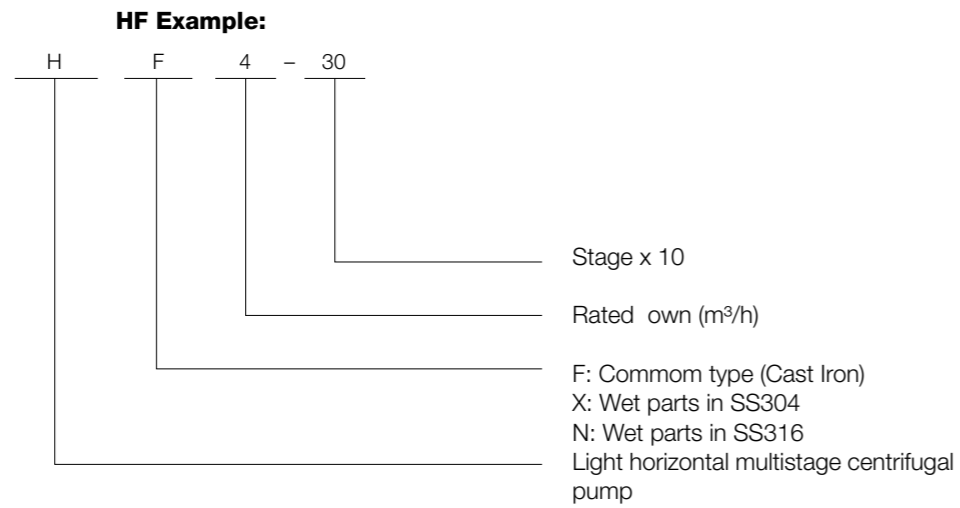 HF Example:
H F 4 – 30
Stage x 10
Rated own (m³/h)
F: Commom type (Cast Iron)
X: Wet parts in SS304
N: Wet parts in SS316
Light horizontal multistage centrifugal
pump